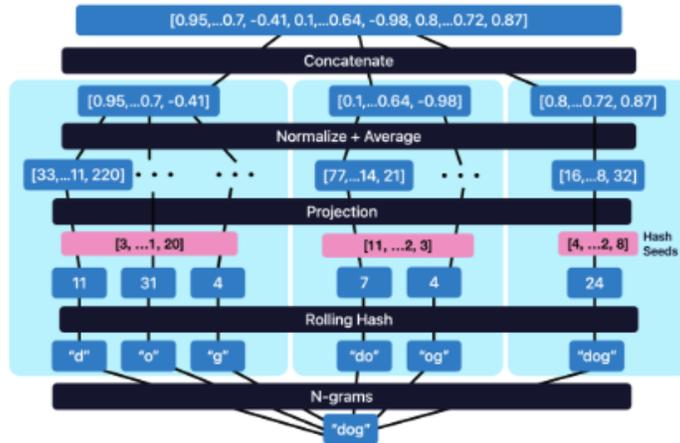 [0.95,...0.7, -0.41, 0.1,...0.64, -0.98, 0.8,...0.72, 0.87]
Concatenate
[0.95,...0.7, -0.41] [0.1,...0.64, -0.98] [0.8,...0.72, 0.87]
Normalize + Average
[33,...11, 220] ... ... [77,...14, 21] ... [16,...8, 32]
Projection
[3, ...1, 20] [11, ...2, 3] [4, ...2, 8] Hash
Seeds
11 31 4 7 4 24
Rolling Hash
“d” “o” “g” “do” “og” “dog”
N-grams
“dog”